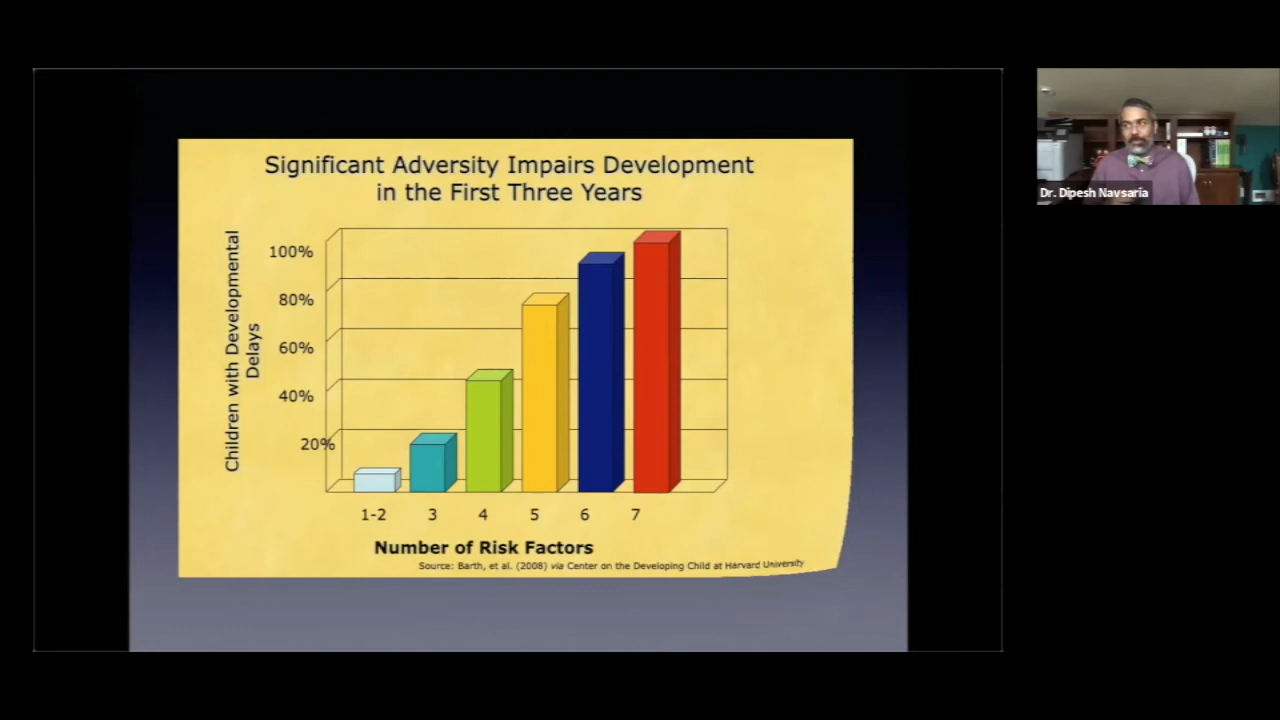 Significant Adversity Impairs Development
in the First Three Years
Children with Developmental
Delays
100%
80%
60%
40%
20%
1-2 3 4 5 6 7
Number of Risk Factors
Source: Barth, et al. (2008) via Center on the Developing Child at Harvard University
Dr. Dipesh Navsaria